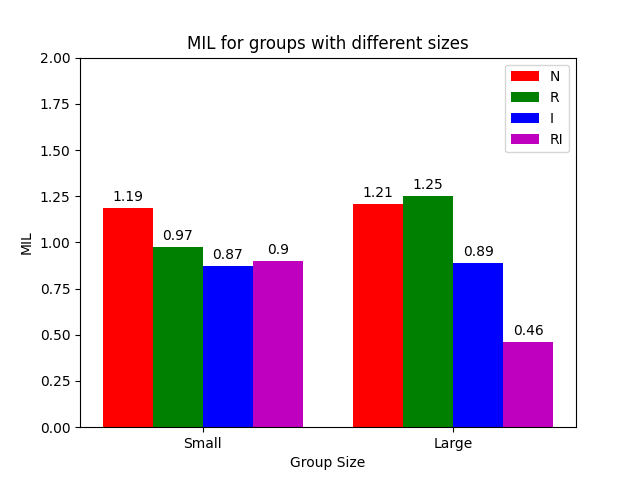 MIL for groups with different sizes
2.00
1.75
1.50
1.25
1.00
0.75
0.50
0.25
0.00
MIL
N
R
I
RI
1.19
0.97
0.87
0.9
1.21
1.25
0.89
0.46
Small
Large
Group Size